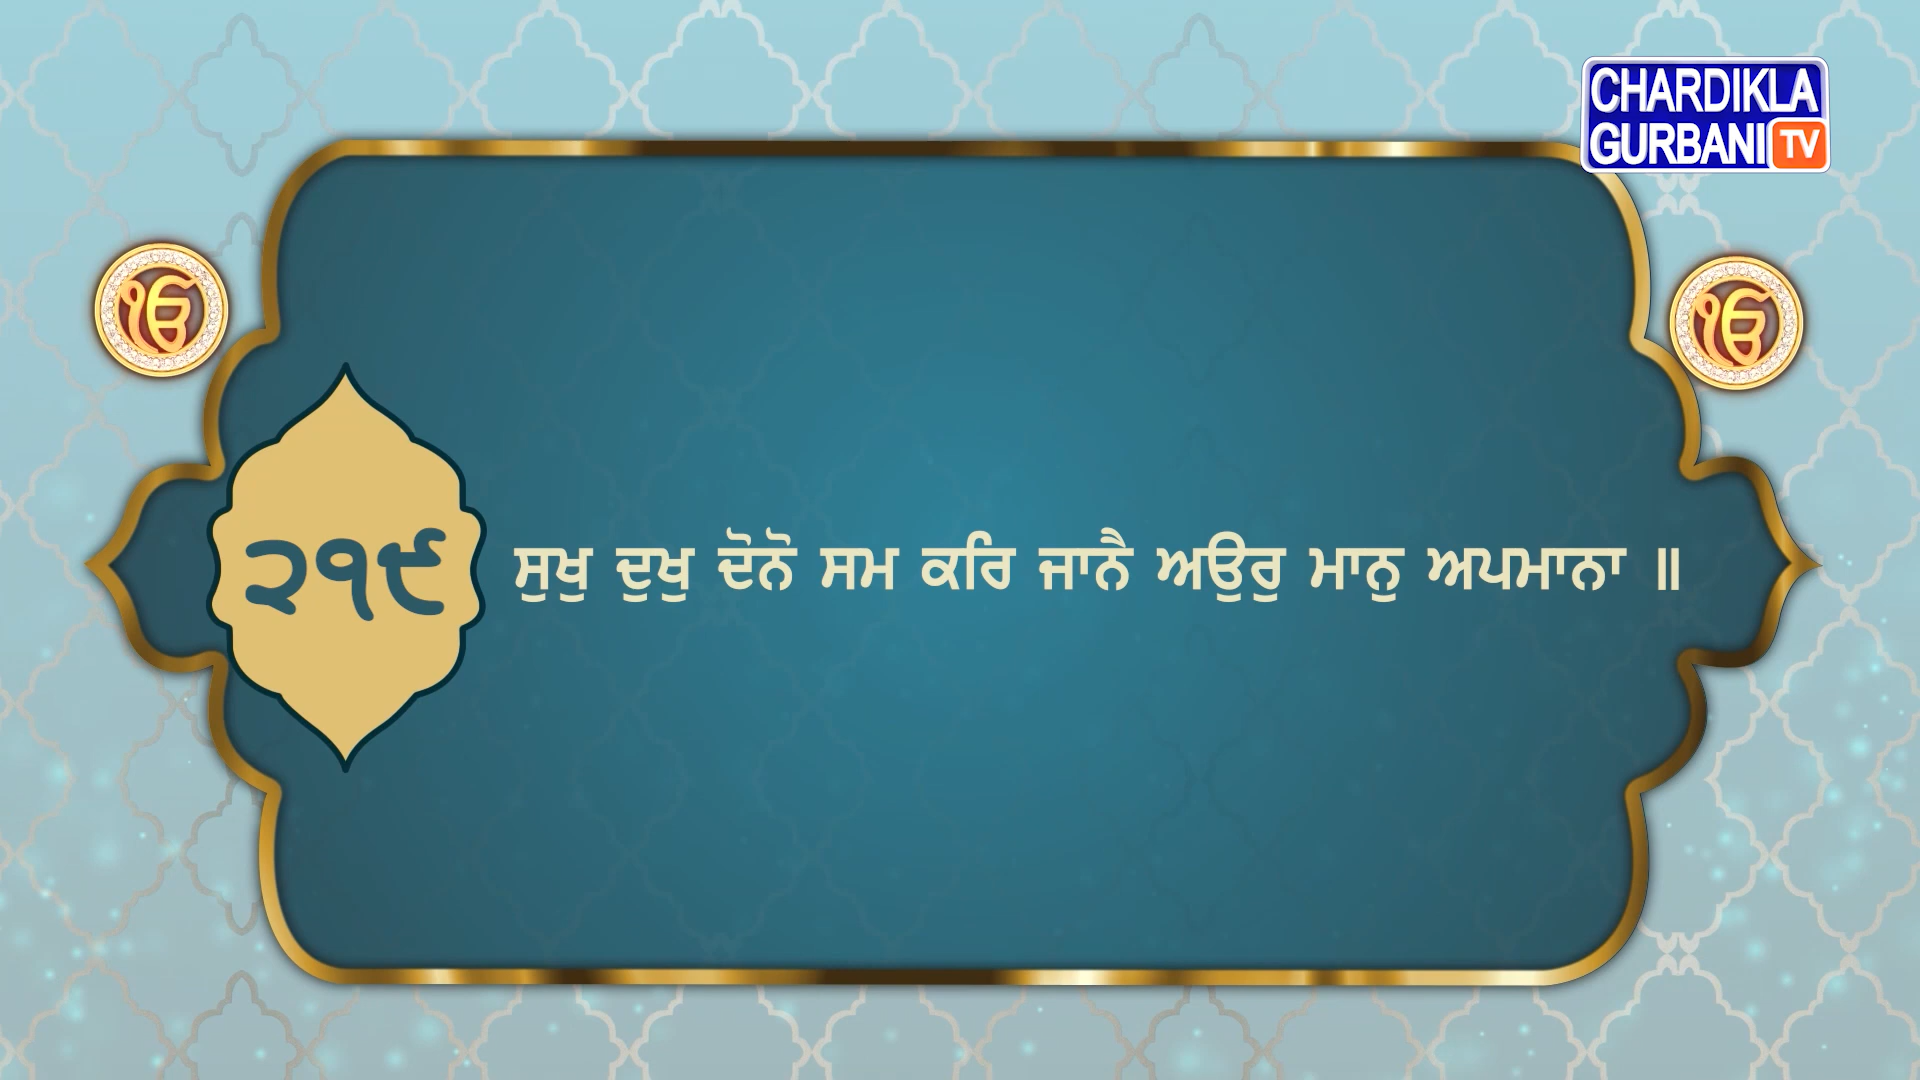 CHARDIKLA
GURBANI TV
ੴ
ੴ
੨੧੯
ਸੁਖੁ ਦੁਖੁ ਦੋਨੋ ਸਮ ਕਰਿ ਜਾਨੈ ਅਉਰੁ ਮਾਨੁ ਅਪਮਾਨਾ ॥